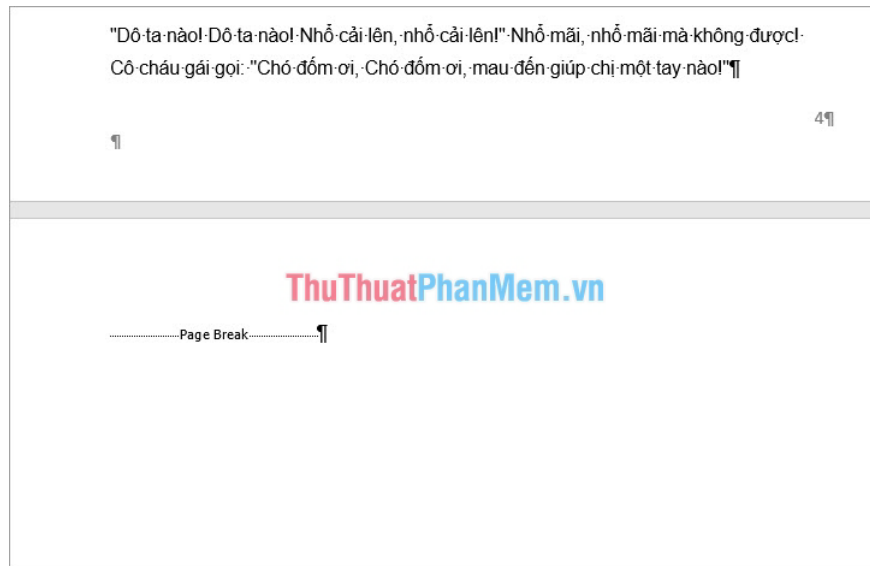 "Dô ta nào! Dô ta nào! Nhổ cải lên, nhổ cải lên!" Nhổ mãi, nhổ mãi mà không được!
Cô cháu gái gọi: "Chó đốm ơi, Chó đốm ơi, mau đến giúp chị một tay nào!"¶
4¶
¶
ThuThuatPhanMem.vn
Page Break ¶